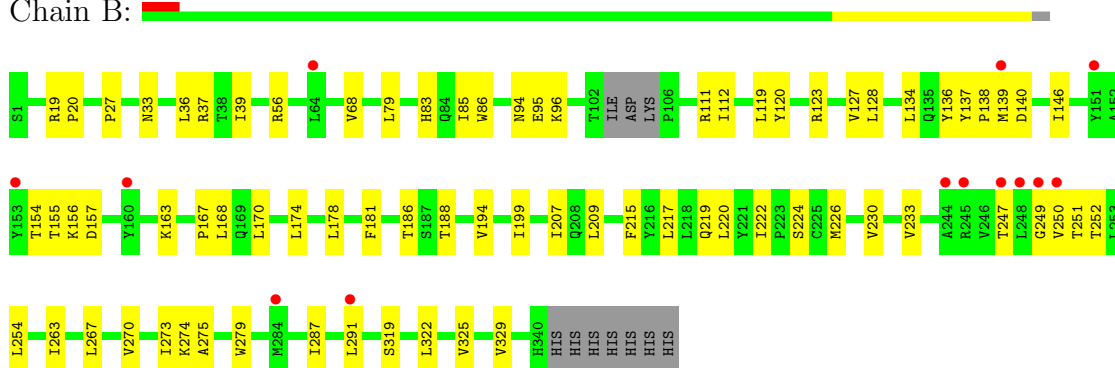 Chain B:
S1 R19 P20 P27 N33 L36 R37 T38 I39 R56 L64 V68 L79 H83 Q84 I85 W86 N94 E95 K96 T102 ILE ASP LYS P106 R111 I112 L119 Y120 R123 V127 L128 L134 Q135 Y136 Y137 P138 M139 D140 I146 Y151 A152
Y153 T154 T155 K156 D157 Y160 K163 P167 L168 Q169 L170 L174 L178 F181 T186 S187 T188 V194 I199 I207 Q208 L209 F215 Y216 L217 L218 Q219 L220 Y221 I222 P223 S224 C225 M226 V230 V233 A244 R245 V246 T247 L248 G249 V250 T251 T252 L253
L254 I263 L267 V270 I273 K274 A275 W279 M284 I287 L291 S319 L322 V325 V329 H340 HIS HIS HIS HIS HIS HIS HIS